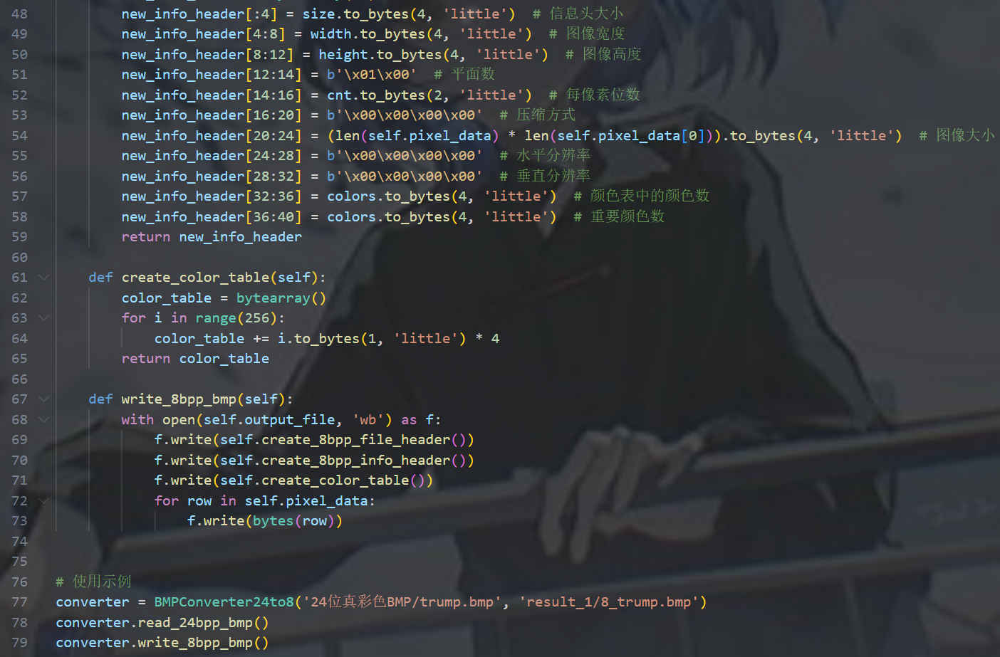 48 new_info_header[:4] = size.to_bytes(4, 'little')  # 信息头大小
49 new_info_header[4:8] = width.to_bytes(4, 'little')  # 图像宽度
50 new_info_header[8:12] = height.to_bytes(4, 'little')  # 图像高度
51 new_info_header[12:14] = b'\x01\x00'  # 平面数
52 new_info_header[14:16] = cnt.to_bytes(2, 'little')  # 每像素位数
53 new_info_header[16:20] = b'\x00\x00\x00\x00'  # 压缩方式
54 new_info_header[20:24] = (len(self.pixel_data) * len(self.pixel_data[0])).to_bytes(4, 'little')  # 图像大小
55 new_info_header[24:28] = b'\x00\x00\x00\x00'  # 水平分辨率
56 new_info_header[28:32] = b'\x00\x00\x00\x00'  # 垂直分辨率
57 new_info_header[32:36] = colors.to_bytes(4, 'little')  # 颜色表中的颜色数
58 new_info_header[36:40] = colors.to_bytes(4, 'little')  # 重要颜色数
59 return new_info_header
60
61 def create_color_table(self):
62 color_table = bytearray()
63 for i in range(256):
64 color_table += i.to_bytes(1, 'little') * 4
65 return color_table
66
67 def write_8bpp_bmp(self):
68 with open(self.output_file, 'wb') as f:
69 f.write(self.create_8bpp_file_header())
70 f.write(self.create_8bpp_info_header())
71 f.write(self.create_color_table())
72 for row in self.pixel_data:
73 f.write(bytes(row))
74
75
76 # 使用示例
77 converter = BMPConverter24to8('24位真彩色BMP/trump.bmp', 'result_1/8_trump.bmp')
78 converter.read_24bpp_bmp()
79 converter.write_8bpp_bmp()